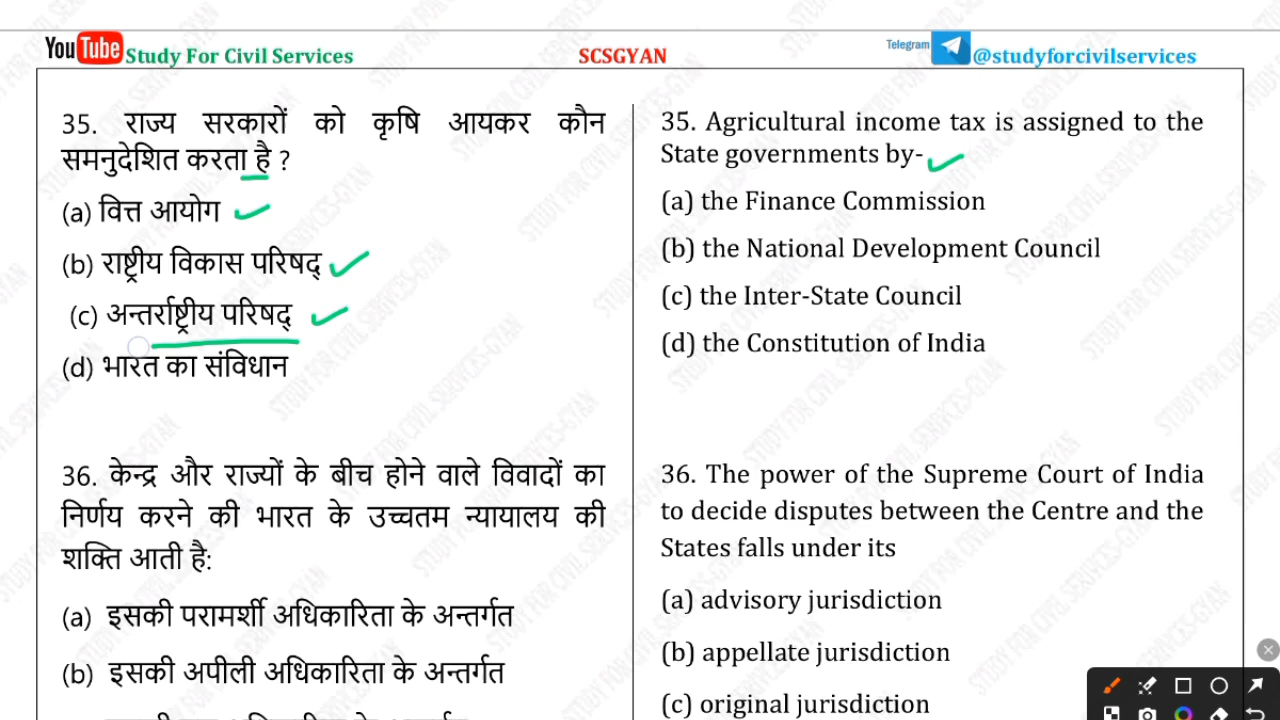 YouTube Study For Civil Services
SCSGYAN
Telegram @studyforcivilservices
35. राज्य सरकारों को कृषि आयकर कौन
समनुदेशित करता है ?
(a) वित्त आयोग
(b) राष्ट्रीय विकास परिषद्
(c) अन्तर्राष्ट्रीय परिषद्
(d) भारत का संविधान
36. केन्द्र और राज्यों के बीच होने वाले विवादों का
निर्णय करने की भारत के उच्चतम न्यायालय की
शक्ति आती है:
(a) इसकी परामर्शी अधिकारिता के अन्तर्गत
(b) इसकी अपीली अधिकारिता के अन्तर्गत
35. Agricultural income tax is assigned to the
State governments by-
(a) the Finance Commission
(b) the National Development Council
(c) the Inter-State Council
(d) the Constitution of India
36. The power of the Supreme Court of India
to decide disputes between the Centre and the
States falls under its
(a) advisory jurisdiction
(b) appellate jurisdiction
(c) original jurisdiction